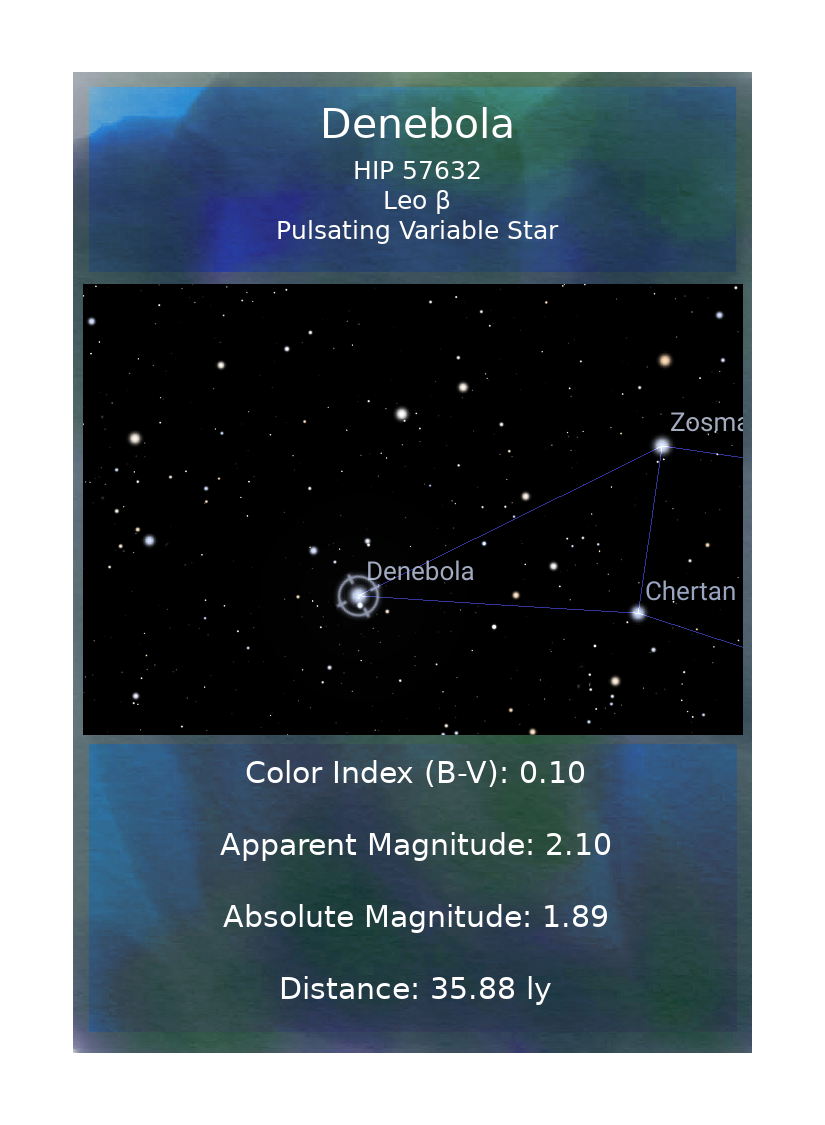 Denebola
HIP 57632
Leo β
Pulsating Variable Star
Zosma
Denebola
Chertan
Color Index (B-V): 0.10
Apparent Magnitude: 2.10
Absolute Magnitude: 1.89
Distance: 35.88 ly